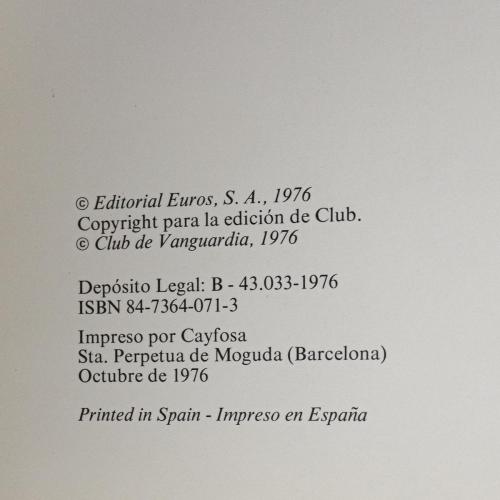 © Editorial Euros, S. A., 1976
Copyright para la edición de Club.
© Club de Vanguardia, 1976
Depósito Legal: B - 43.033-1976
ISBN 84-7364-071-3
Impreso por Cayfosa
Sta. Perpetua de Moguda (Barcelona)
Octubre de 1976
Printed in Spain - Impreso en España